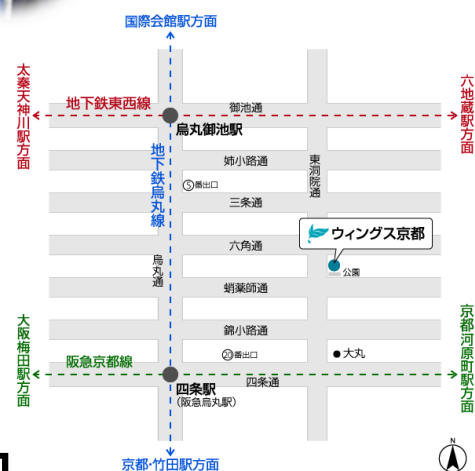 国際会館駅方面
太秦天神川駅方面
地下鉄東西線
御池通
六地蔵駅方面
烏丸御池駅
地下鉄烏丸線
姉小路通
東洞院通
⑤番出口
三条通
ウィングス京都
六角通
烏丸通
公園
蛸薬師通
大阪梅田駅方面
京都河原町駅方面
錦小路通
⑳番出口
大丸
阪急京都線
四条通
四条駅
(阪急烏丸駅)
京都・竹田駅方面
N